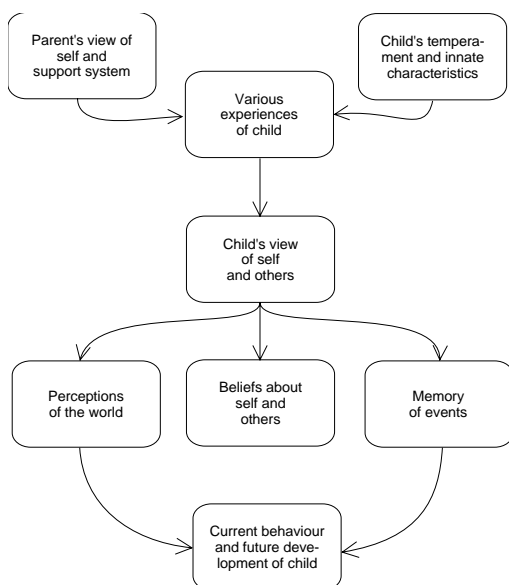 Parent's view of
self and
support system
Child's tempera-
ment and innate
characteristics
Various
experiences
of child
Child's view
of self
and others
Perceptions
of the world
Beliefs about
self and
others
Memory
of events
Current behaviour
and future deve-
lopment of child